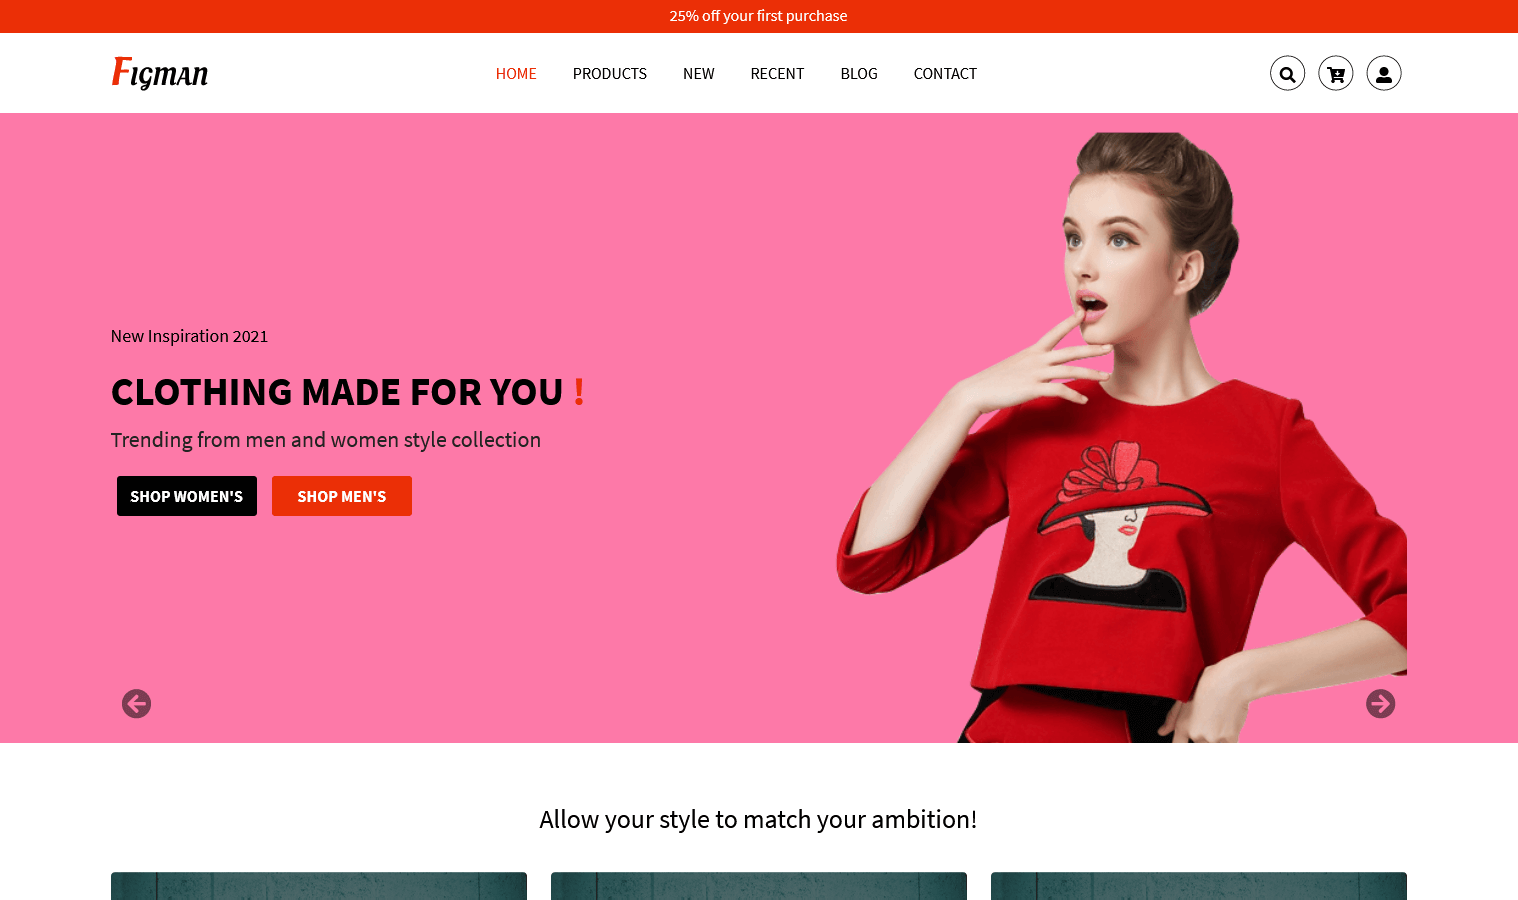 25% off your first purchase
Figman
HOME PRODUCTS NEW RECENT BLOG CONTACT
New Inspiration 2021
CLOTHING MADE FOR YOU !
Trending from men and women style collection
SHOP WOMEN'S SHOP MEN'S
Allow your style to match your ambition!